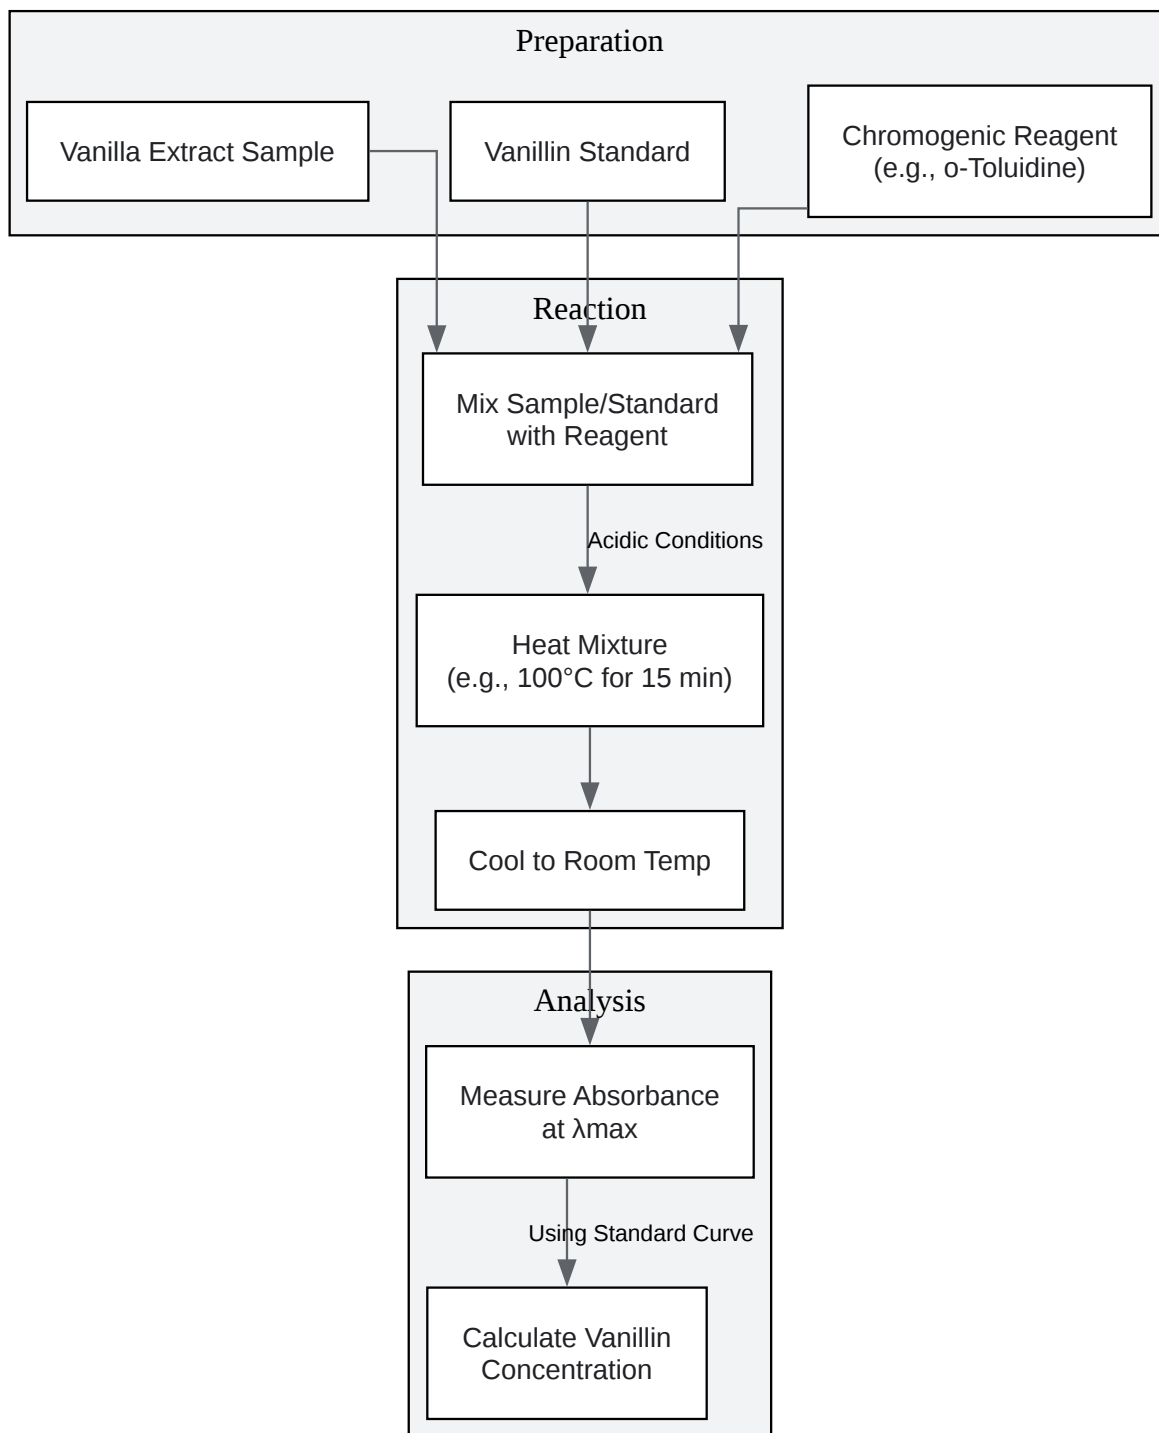 Preparation
Vanilla Extract Sample
Vanillin Standard
Chromogenic Reagent
(e.g., o-Toluidine)
Reaction
Mix Sample/Standard
with Reagent
Acidic Conditions
Heat Mixture
(e.g., 100°C for 15 min)
Cool to Room Temp
Analysis
Measure Absorbance
at λmax
Using Standard Curve
Calculate Vanillin
Concentration